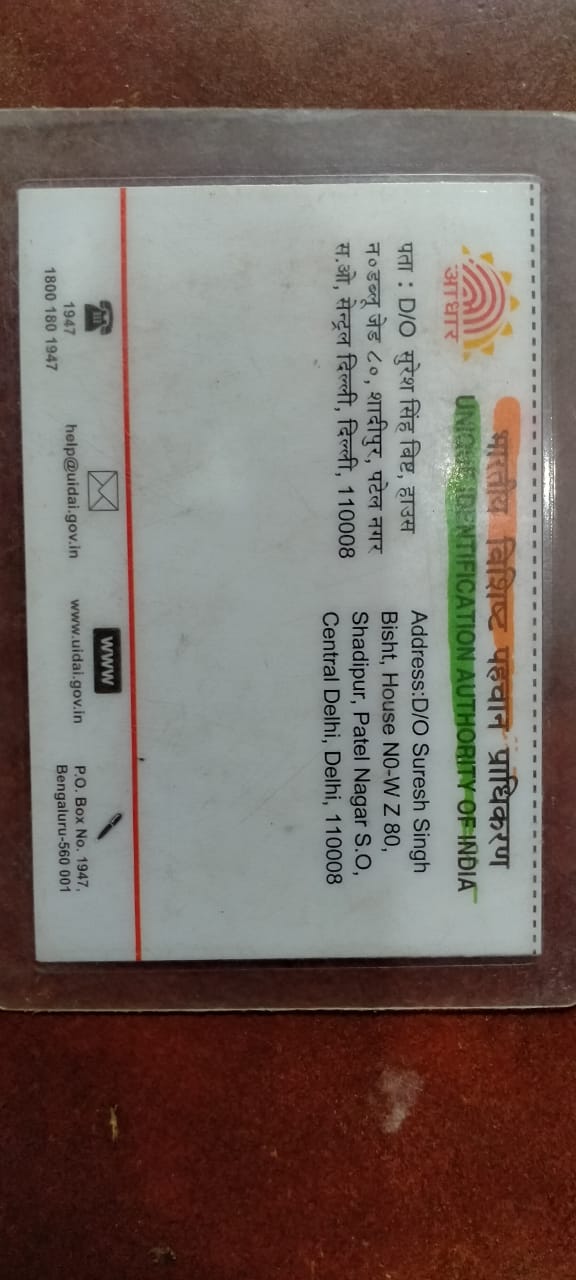 भारतीय विशिष्ट पहचान प्राधिकरण
UNIQUE IDENTIFICATION AUTHORITY OF INDIA
आधार
पता : D/O सुरेश सिंह बिष्ट, हाउस
न० डब्लू जेड ८०, शादीपुर, पटेल नगर
स.ओ, सेन्ट्रल दिल्ली, दिल्ली, 110008
Address:D/O Suresh Singh
Bisht, House N0-W Z 80,
Shadipur, Patel Nagar S.O,
Central Delhi, Delhi, 110008
1947
1800 180 1947
help@uidai.gov.in
www
www.uidai.gov.in
P.O. Box No. 1947,
Bengaluru-560 001